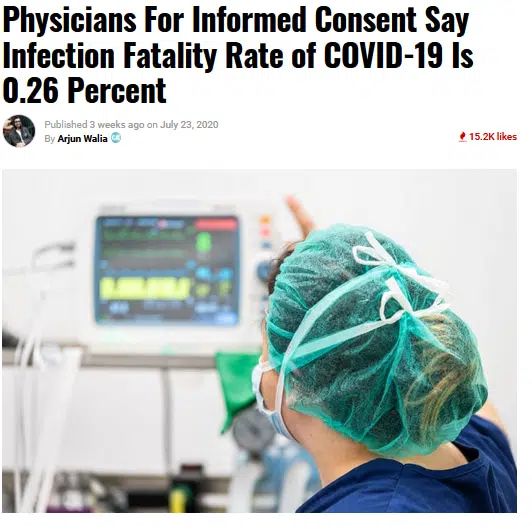 Physicians For Informed Consent Say
Infection Fatality Rate of COVID-19 Is
0.26 Percent
Published 3 weeks ago on July 23, 2020
By Arjun Walia
15.2K likes